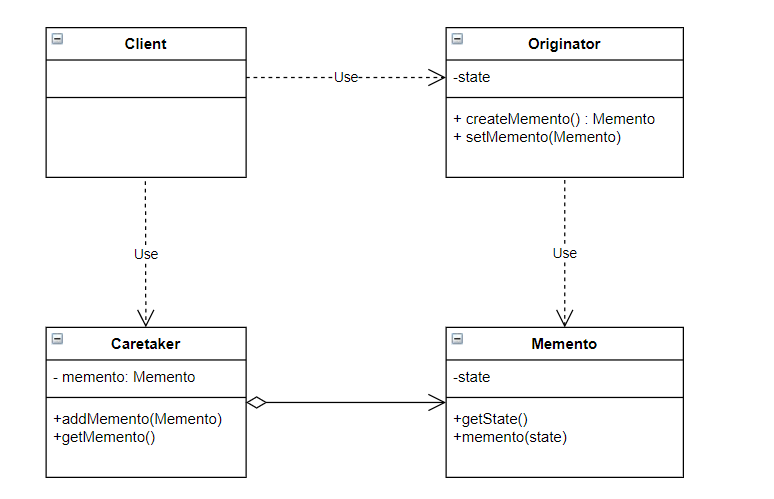 Client
Originator
-state
Use
+ createMemento() : Memento
+ setMemento(Memento)
Use
Use
Caretaker
Memento
- memento: Memento
-state
+addMemento(Memento)
+getMemento()
+getState()
+memento(state)